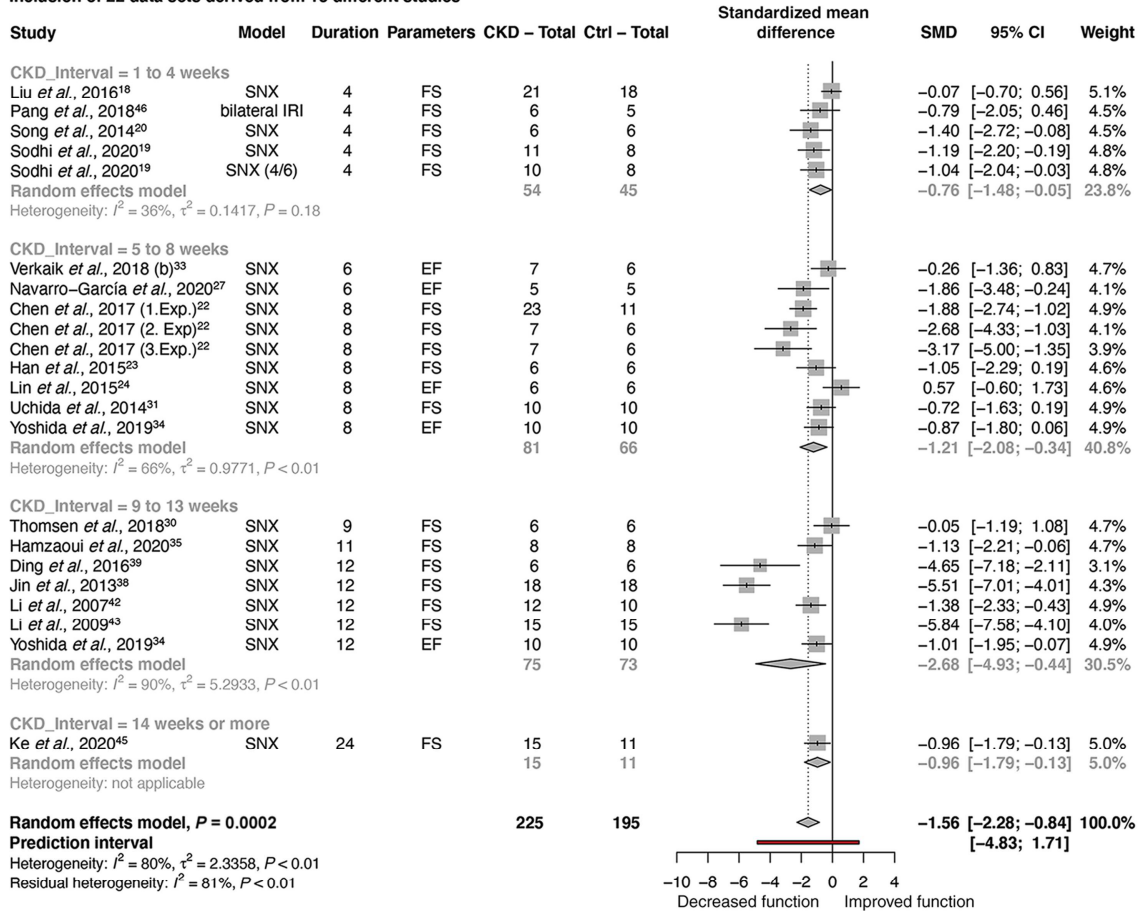 Standardized mean
difference
Study Model Duration Parameters CKD – Total Ctrl – Total SMD 95% CI Weight
CKD_Interval = 1 to 4 weeks
Liu et al., 2016¹⁸ SNX 4 FS 21 18 −0.07 [−0.70; 0.56] 5.1%
Pang et al., 2018⁴⁶ bilateral IRI 4 FS 6 5 −0.79 [−2.05; 0.46] 4.5%
Song et al., 2014²⁰ SNX 4 FS 6 6 −1.40 [−2.72; −0.08] 4.5%
Sodhi et al., 2020¹⁹ SNX 4 FS 11 8 −1.19 [−2.20; −0.19] 4.8%
Sodhi et al., 2020¹⁹ SNX (4/6) 4 FS 10 8 −1.04 [−2.04; −0.03] 4.8%
Random effects model 54 45 −0.76 [−1.48; −0.05] 23.8%
Heterogeneity: I² = 36%, τ² = 0.1417, P = 0.18
CKD_Interval = 5 to 8 weeks
Verkaik et al., 2018 (b)³³ SNX 6 EF 7 6 −0.26 [−1.36; 0.83] 4.7%
Navarro−García et al., 2020²⁷ SNX 6 EF 5 5 −1.86 [−3.48; −0.24] 4.1%
Chen et al., 2017 (1.Exp.)²² SNX 8 FS 23 11 −1.88 [−2.74; −1.02] 4.9%
Chen et al., 2017 (2. Exp)²² SNX 8 FS 7 6 −2.68 [−4.33; −1.03] 4.1%
Chen et al., 2017 (3.Exp.)²² SNX 8 FS 7 6 −3.17 [−5.00; −1.35] 3.9%
Han et al., 2015²³ SNX 8 FS 6 6 −1.05 [−2.29; 0.19] 4.6%
Lin et al., 2015²⁴ SNX 8 EF 6 6 0.57 [−0.60; 1.73] 4.6%
Uchida et al., 2014³¹ SNX 8 FS 10 10 −0.72 [−1.63; 0.19] 4.9%
Yoshida et al., 2019³⁴ SNX 8 EF 10 10 −0.87 [−1.80; 0.06] 4.9%
Random effects model 81 66 −1.21 [−2.08; −0.34] 40.8%
Heterogeneity: I² = 66%, τ² = 0.9771, P < 0.01
CKD_Interval = 9 to 13 weeks
Thomsen et al., 2018³⁰ SNX 9 FS 6 6 −0.05 [−1.19; 1.08] 4.7%
Hamzaoui et al., 2020³⁵ SNX 11 FS 8 8 −1.13 [−2.21; −0.06] 4.7%
Ding et al., 2016³⁹ SNX 12 FS 6 6 −4.65 [−7.18; −2.11] 3.1%
Jin et al., 2013³⁸ SNX 12 FS 18 18 −5.51 [−7.01; −4.01] 4.3%
Li et al., 2007⁴² SNX 12 FS 12 10 −1.38 [−2.33; −0.43] 4.9%
Li et al., 2009⁴³ SNX 12 FS 15 15 −5.84 [−7.58; −4.10] 4.0%
Yoshida et al., 2019³⁴ SNX 12 EF 10 10 −1.01 [−1.95; −0.07] 4.9%
Random effects model 75 73 −2.68 [−4.93; −0.44] 30.5%
Heterogeneity: I² = 90%, τ² = 5.2933, P < 0.01
CKD_Interval = 14 weeks or more
Ke et al., 2020⁴⁵ SNX 24 FS 15 11 −0.96 [−1.79; −0.13] 5.0%
Random effects model 15 11 −0.96 [−1.79; −0.13] 5.0%
Heterogeneity: not applicable
Random effects model, P = 0.0002 225 195 −1.56 [−2.28; −0.84] 100.0%
Prediction interval [−4.83; 1.71]
Heterogeneity: I² = 80%, τ² = 2.3358, P < 0.01
Residual heterogeneity: I² = 81%, P < 0.01
−10 −8 −6 −4 −2 0 2 4
Decreased function Improved function